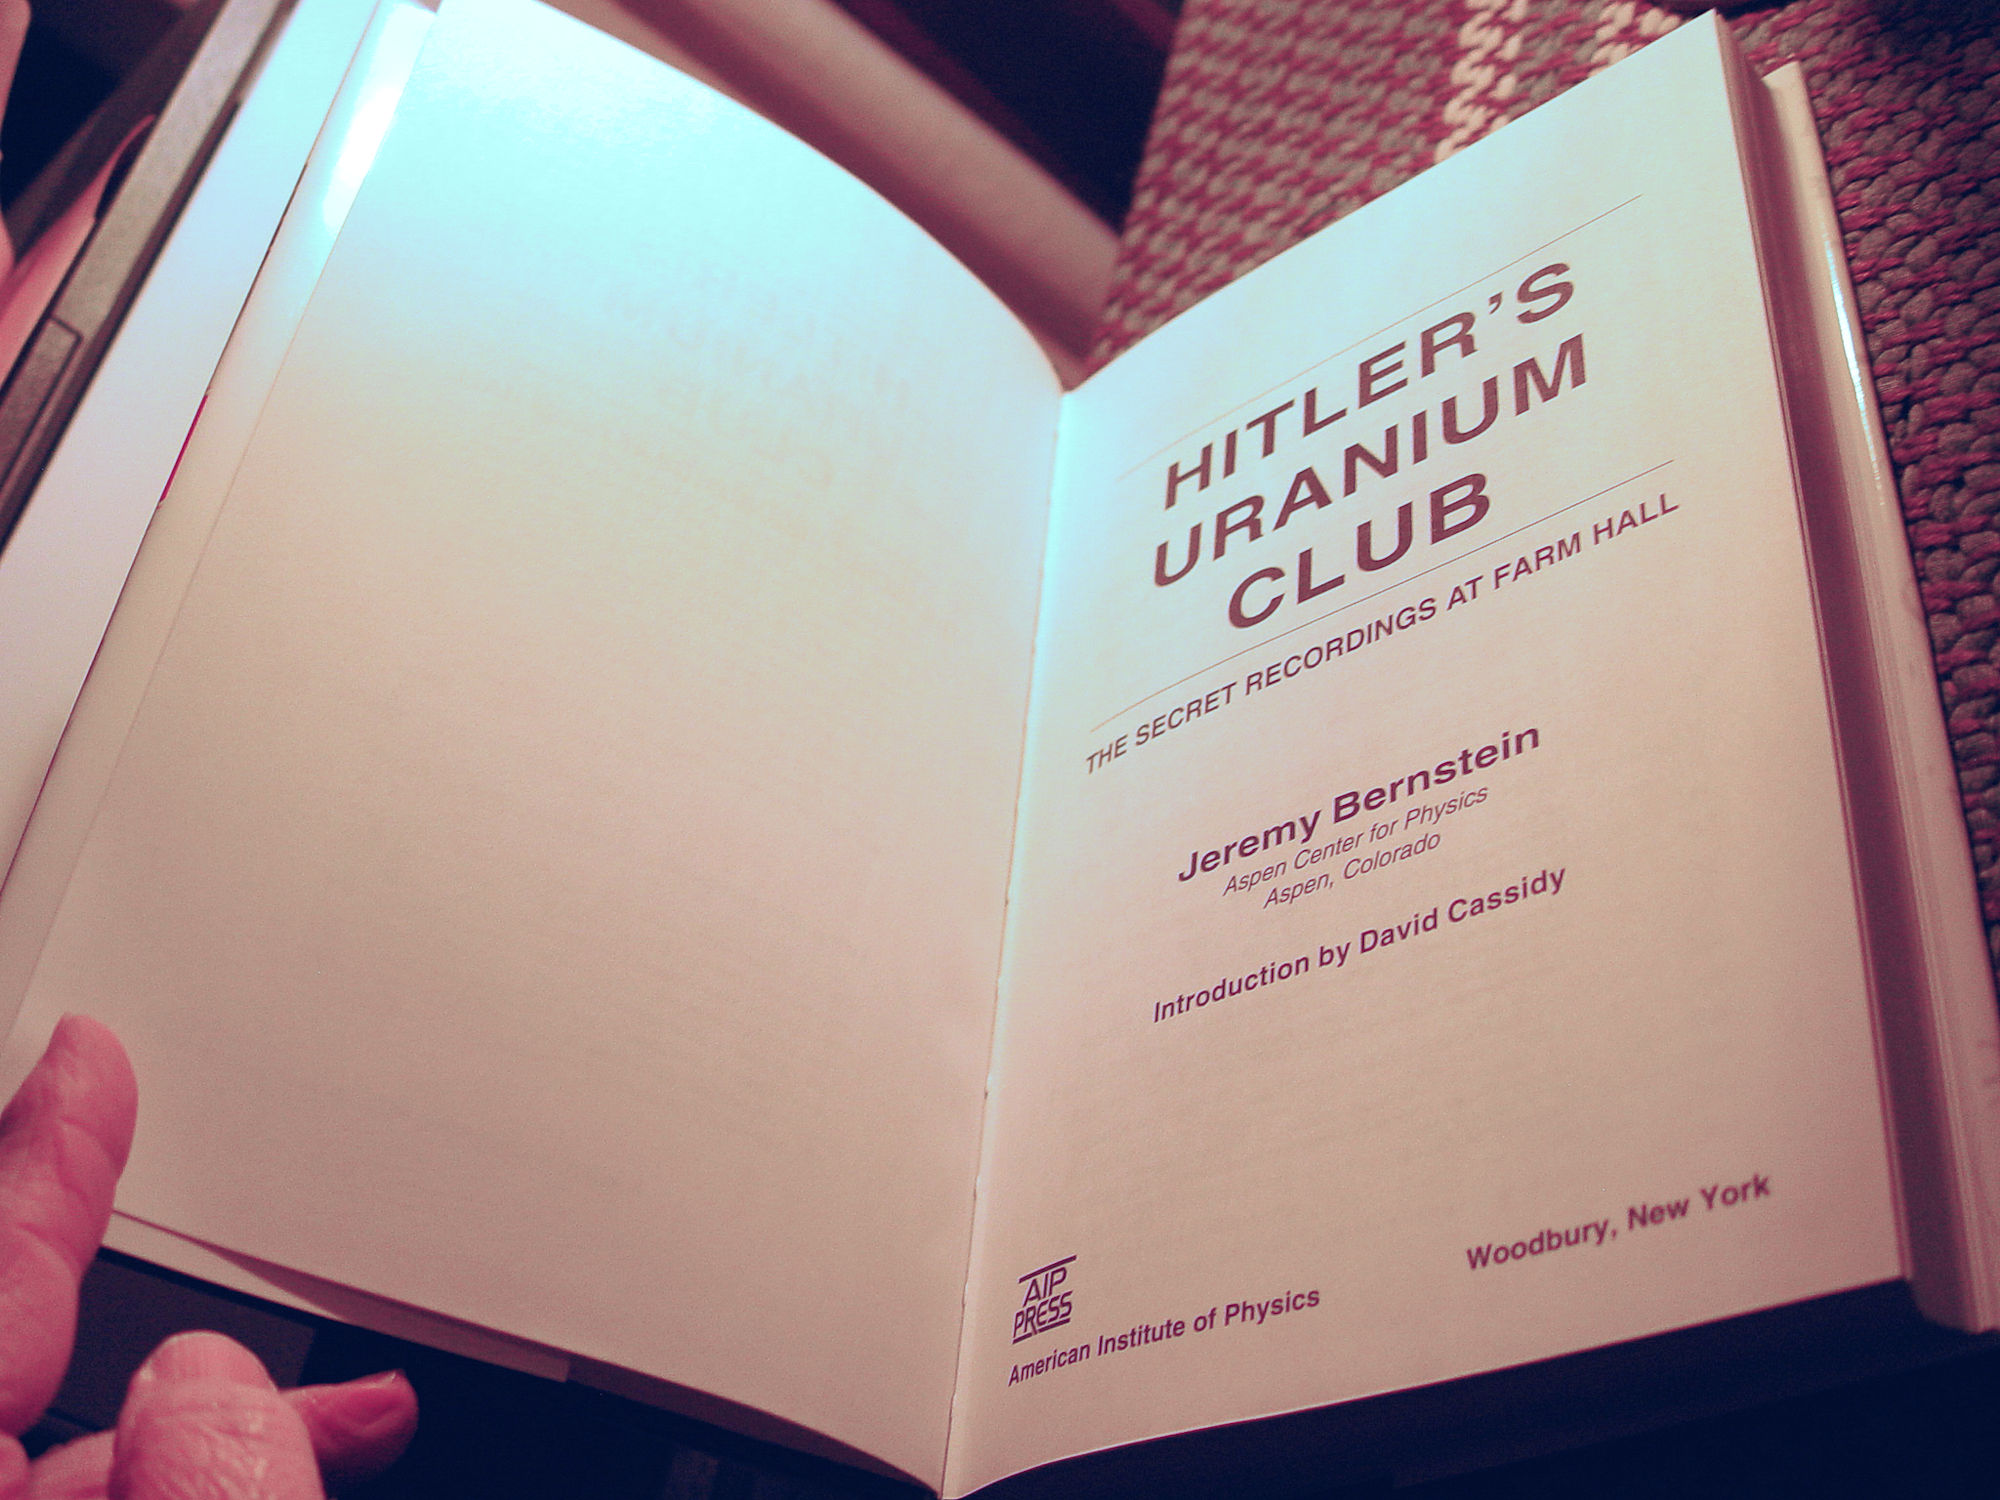 HITLER'S
URANIUM
CLUB
THE SECRET RECORDINGS AT FARM HALL
Jeremy Bernstein
Aspen Center for Physics
Aspen, Colorado
Introduction by David Cassidy
AIP
PRESS
American Institute of Physics
Woodbury, New York